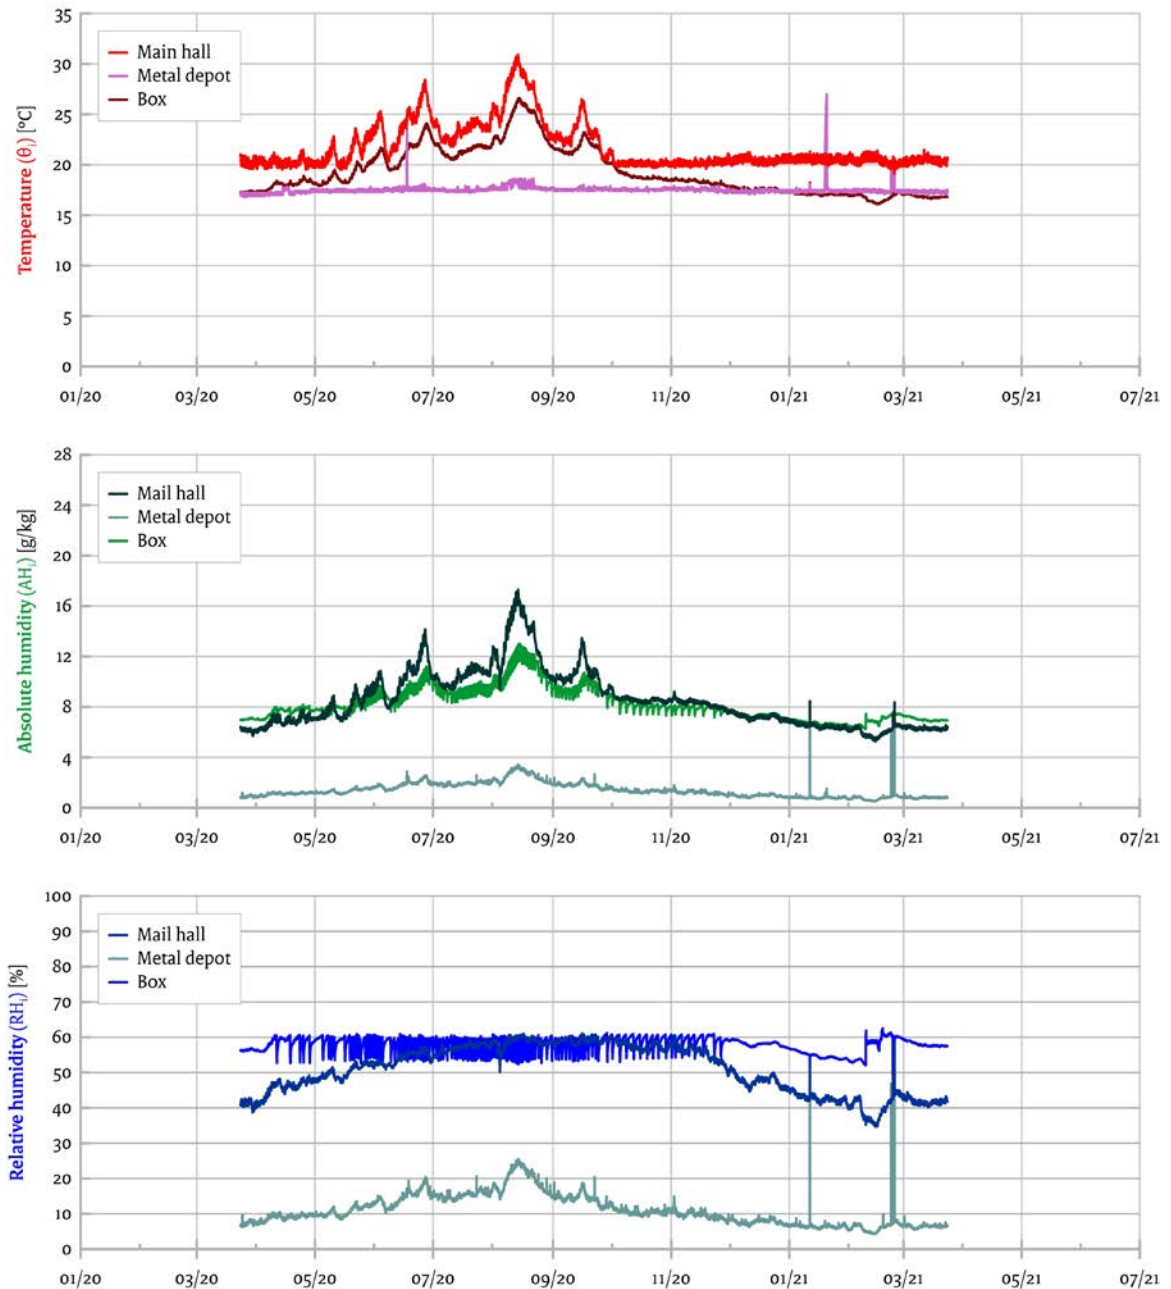 Temperature (θᵢ) [ºC]
35
30
25
20
15
10
5
0
Main hall
Metal depot
Box
01/20 03/20 05/20 07/20 09/20 11/20 01/21 03/21 05/21 07/21
Absolute humidity (AHᵢ) [g/kg]
28
24
20
16
12
8
4
0
Mail hall
Metal depot
Box
01/20 03/20 05/20 07/20 09/20 11/20 01/21 03/21 05/21 07/21
Relative humidity (RHᵢ) [%]
100
90
80
70
60
50
40
30
20
10
0
Mail hall
Metal depot
Box
01/20 03/20 05/20 07/20 09/20 11/20 01/21 03/21 05/21 07/21